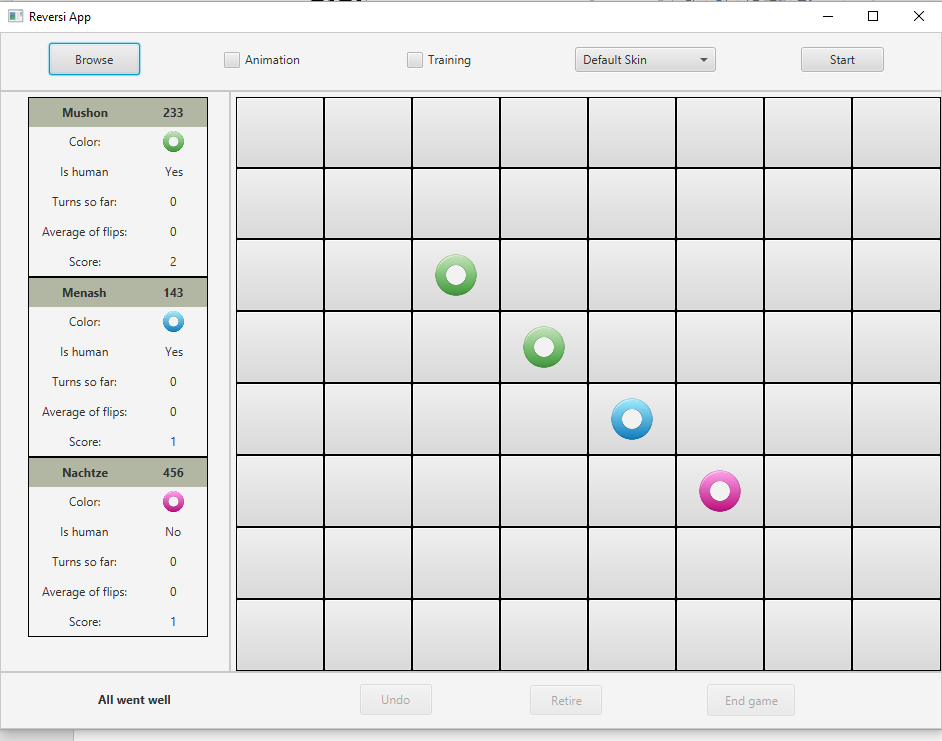 Reversi App
Browse
Animation
Training
Default Skin
Start
Mushon 233
Color:
Is human Yes
Turns so far: 0
Average of flips: 0
Score: 2
Menash 143
Color:
Is human Yes
Turns so far: 0
Average of flips: 0
Score: 1
Nachtze 456
Color:
Is human No
Turns so far: 0
Average of flips: 0
Score: 1
All went well
Undo
Retire
End game